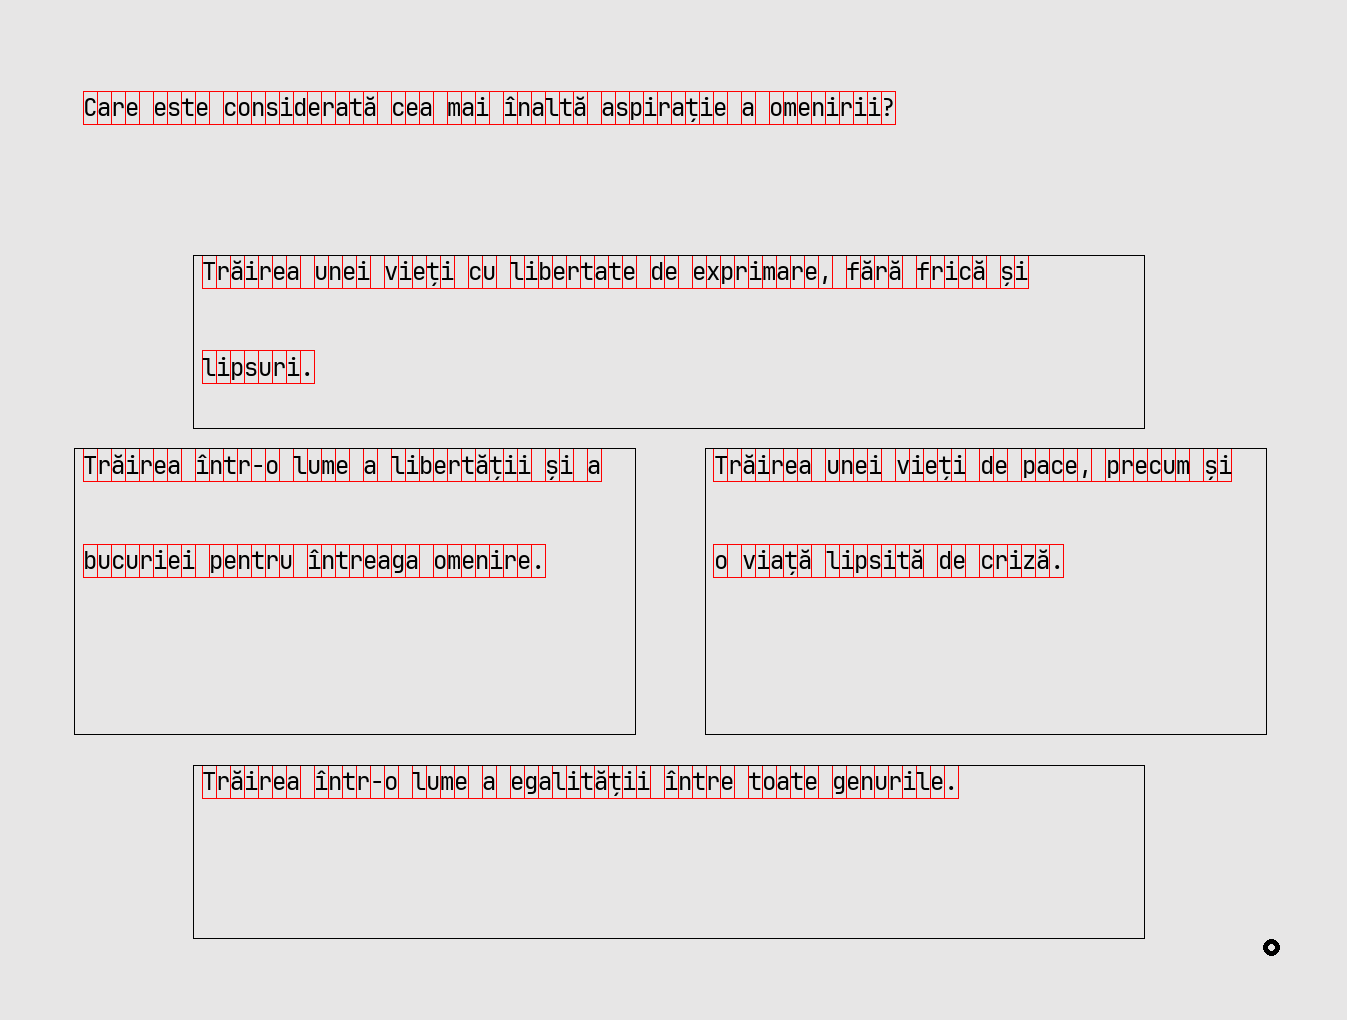 Care este considerată cea mai înaltă aspirație a omenirii?
Trăirea unei vieți cu libertate de exprimare, fără frică și
lipsuri.
Trăirea într-o lume a libertății și a
bucuriei pentru întreaga omenire.
Trăirea unei vieți de pace, precum și
o viață lipsită de criză.
Trăirea într-o lume a egalității între toate genurile.